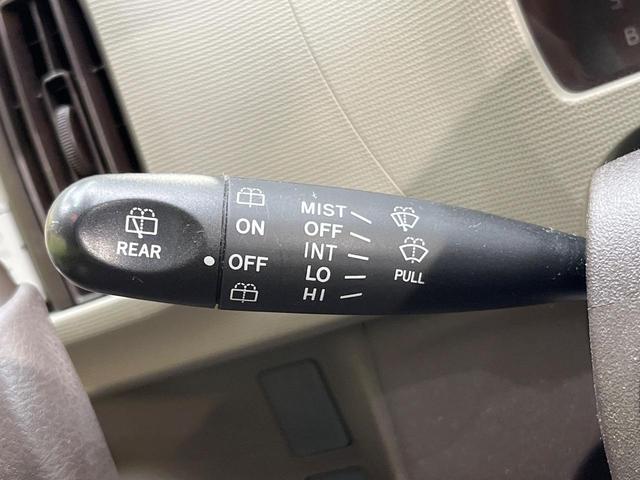 REAR
ON
OFF
MIST
OFF
INT
LO
HI
PULL
B